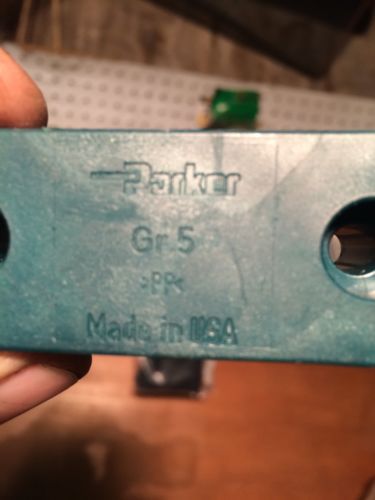 Parker
Gr 5
>PP<
Made in USA